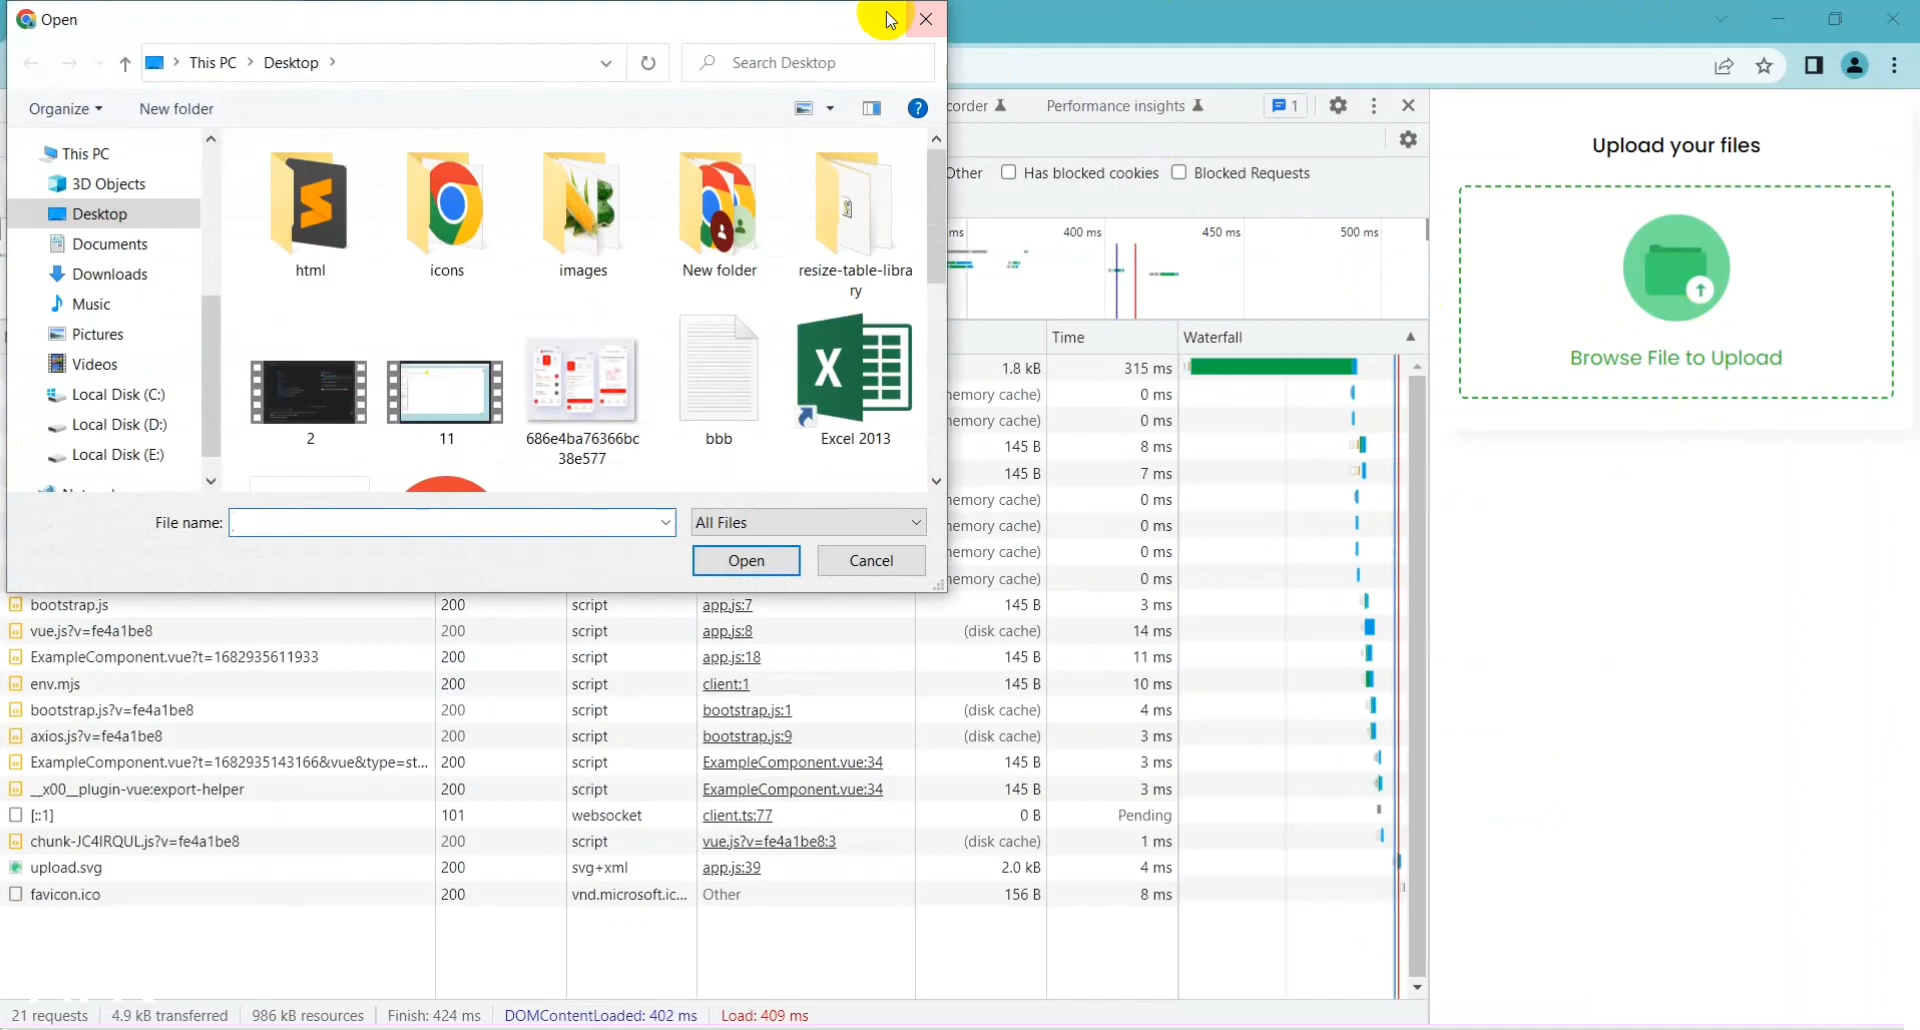 Open
This PC
Desktop
Search Desktop
Organize
New folder
This PC
3D Objects
Desktop
Documents
Downloads
Music
Pictures
Videos
Local Disk (C:)
Local Disk (D:)
Local Disk (E:)
html
icons
images
New folder
resize-table-libra
ry
2
11
686e4ba76366bc
38e577
bbb
Excel 2013
File name:
All Files
Open
Cancel
Performance insights
1
Has blocked cookies
Blocked Requests
ms
400 ms
450 ms
500 ms
Time
Waterfall
1.8 kB 315 ms
0 ms
0 ms
145 B 8 ms
145 B 7 ms
0 ms
0 ms
0 ms
0 ms
bootstrap.js 200 script app.js:7 145 B 3 ms
vue.js?v=fe4a1be8 200 script app.js:8 (disk cache) 14 ms
ExampleComponent.vue?t=1682935611933 200 script app.js:18 145 B 11 ms
env.mjs 200 script client:1 145 B 10 ms
bootstrap.js?v=fe4a1be8 200 script bootstrap.js:1 (disk cache) 4 ms
axios.js?v=fe4a1be8 200 script bootstrap.js:9 (disk cache) 3 ms
ExampleComponent.vue?t=1682935143166&vue&type=st... 200 script ExampleComponent.vue:34 145 B 3 ms
__x00__plugin-vue:export-helper 200 script ExampleComponent.vue:34 145 B 3 ms
[::1] 101 websocket client.ts:77 0 B Pending
chunk-JC4IRQUL.js?v=fe4a1be8 200 script vue.js?v=fe4a1be8:3 (disk cache) 1 ms
upload.svg 200 svg+xml app.js:39 2.0 kB 4 ms
favicon.ico 200 vnd.microsoft.ic... Other 156 B 8 ms
21 requests 4.9 kB transferred 986 kB resources Finish: 424 ms DOMContentLoaded: 402 ms Load: 409 ms
Upload your files
Browse File to Upload